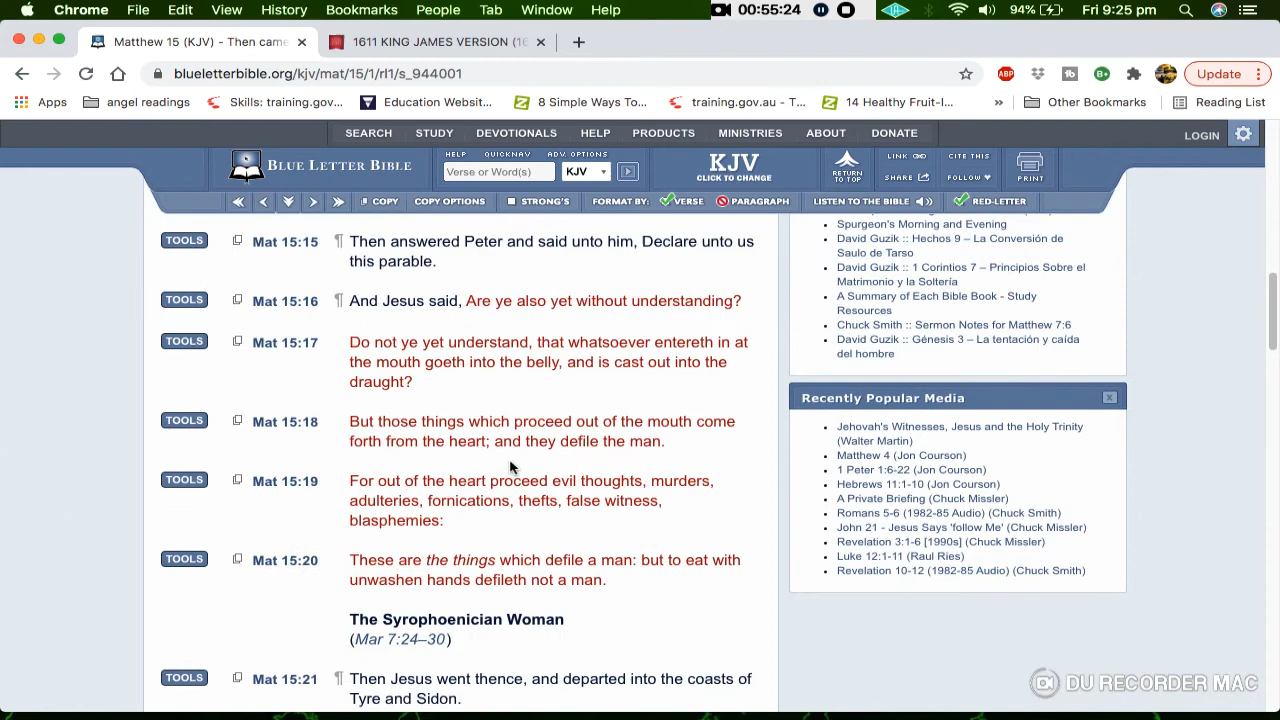 Chrome File Edit View History Bookmarks People Tab Window Help 00:55:24 94% Fri 9:25 pm
Matthew 15 (KJV) - Then came × 1611 KING JAMES VERSION (16 × +
blueletterbible.org/kjv/mat/15/1/rl1/s_944001 ABP tb B+ Update
Apps angel readings Skills: training.gov... Education Websit... 8 Simple Ways To... training.gov.au - T... 14 Healthy Fruit-I... » Other Bookmarks Reading List
SEARCH STUDY DEVOTIONALS HELP PRODUCTS MINISTRIES ABOUT DONATE LOGIN
BLUE LETTER BIBLE
HELP QUICKNAV ADV. OPTIONS
Verse or Word(s) KJV
KJV
CLICK TO CHANGE
RETURN
TO TOP
LINK CITE THIS
SHARE FOLLOW PRINT
COPY COPY OPTIONS STRONG'S FORMAT BY: VERSE PARAGRAPH LISTEN TO THE BIBLE RED-LETTER
TOOLS Mat 15:15 ¶ Then answered Peter and said unto him, Declare unto us
this parable.
TOOLS Mat 15:16 ¶ And Jesus said, Are ye also yet without understanding?
TOOLS Mat 15:17 Do not ye yet understand, that whatsoever entereth in at
the mouth goeth into the belly, and is cast out into the
draught?
TOOLS Mat 15:18 But those things which proceed out of the mouth come
forth from the heart; and they defile the man.
TOOLS Mat 15:19 For out of the heart proceed evil thoughts, murders,
adulteries, fornications, thefts, false witness,
blasphemies:
TOOLS Mat 15:20 These are the things which defile a man: but to eat with
unwashen hands defileth not a man.
The Syrophoenician Woman
(Mar 7:24–30)
TOOLS Mat 15:21 ¶ Then Jesus went thence, and departed into the coasts of
Tyre and Sidon.
Spurgeon's Morning and Evening
David Guzik :: Hechos 9 – La Conversión de
Saulo de Tarso
David Guzik :: 1 Corintios 7 – Principios Sobre el
Matrimonio y la Soltería
A Summary of Each Bible Book - Study
Resources
Chuck Smith :: Sermon Notes for Matthew 7:6
David Guzik :: Génesis 3 – La tentación y caída
del hombre
Recently Popular Media x
Jehovah's Witnesses, Jesus and the Holy Trinity
(Walter Martin)
Matthew 4 (Jon Courson)
1 Peter 1:6-22 (Jon Courson)
Hebrews 11:1-10 (Jon Courson)
A Private Briefing (Chuck Missler)
Romans 5-6 (1982-85 Audio) (Chuck Smith)
John 21 - Jesus Says 'follow Me' (Chuck Missler)
Revelation 3:1-6 [1990s] (Chuck Missler)
Luke 12:1-11 (Raul Ries)
Revelation 10-12 (1982-85 Audio) (Chuck Smith)
DU RECORDER MAC